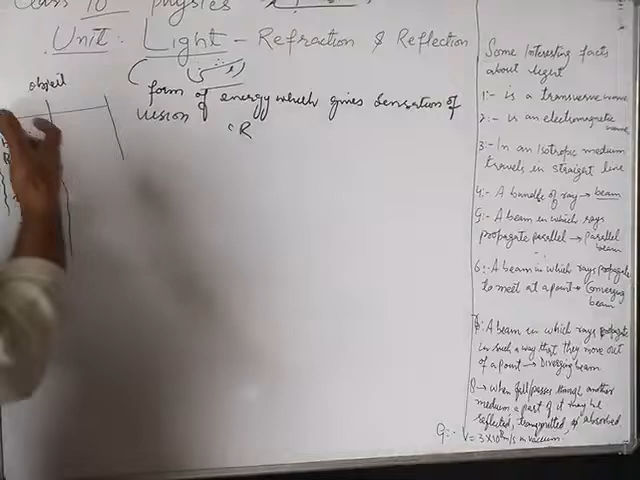 Class 10 Physics
Unit: Light - Refraction & Reflection
روشنی
object
form of energy which gives sensation of
vision
R
Some Interesting facts
about light
1:- is a transverse wave
2:- is an electromagnetic
wave
3:- In an Isotropic medium
travels in straight line
4:- A bundle of ray → beam
5:- A beam in which rays
propagate parallel → parallel
beam
6:- A beam in which rays propagate
to meet at a point → Converging
beam
7:- A beam in which rays propagate
in such a way that they move out
of a point → Diverging beam
8 → when fall/passes through another
medium, a part of it may be
reflected, transmitted, or absorbed
9:- V = 3 × 10⁸ m/s in vacuum